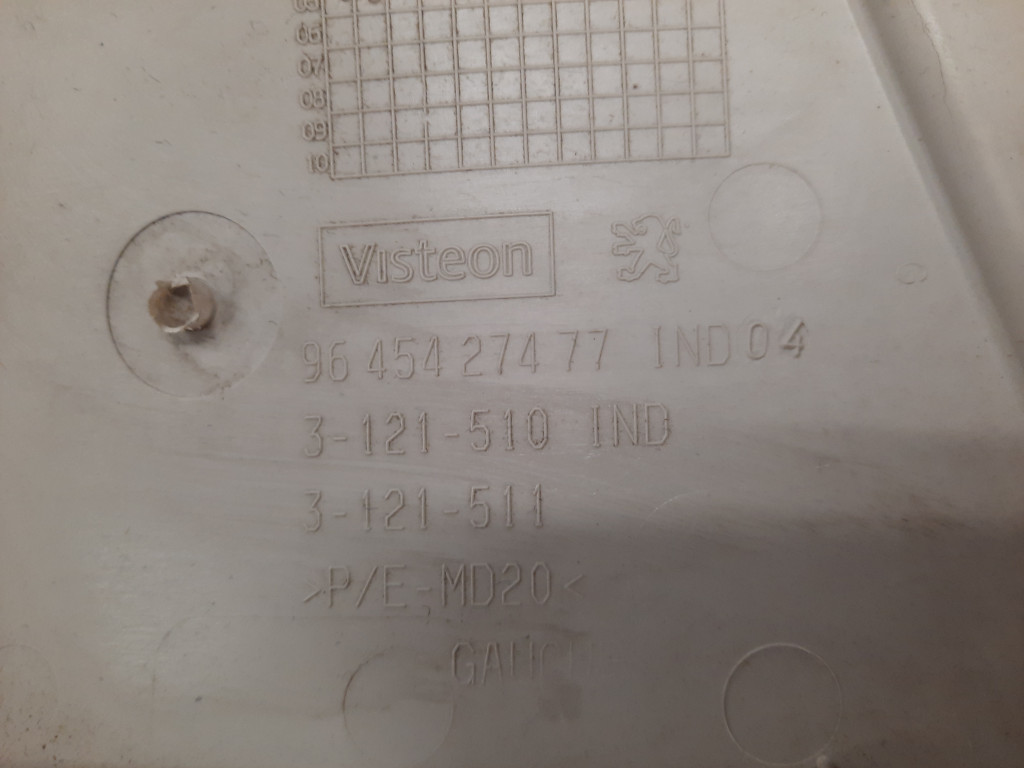 06
07
08
09
10
Visteon
96 454 274 77 IND 04
3-121-510 IND
3-121-511
>P/E-MD20<